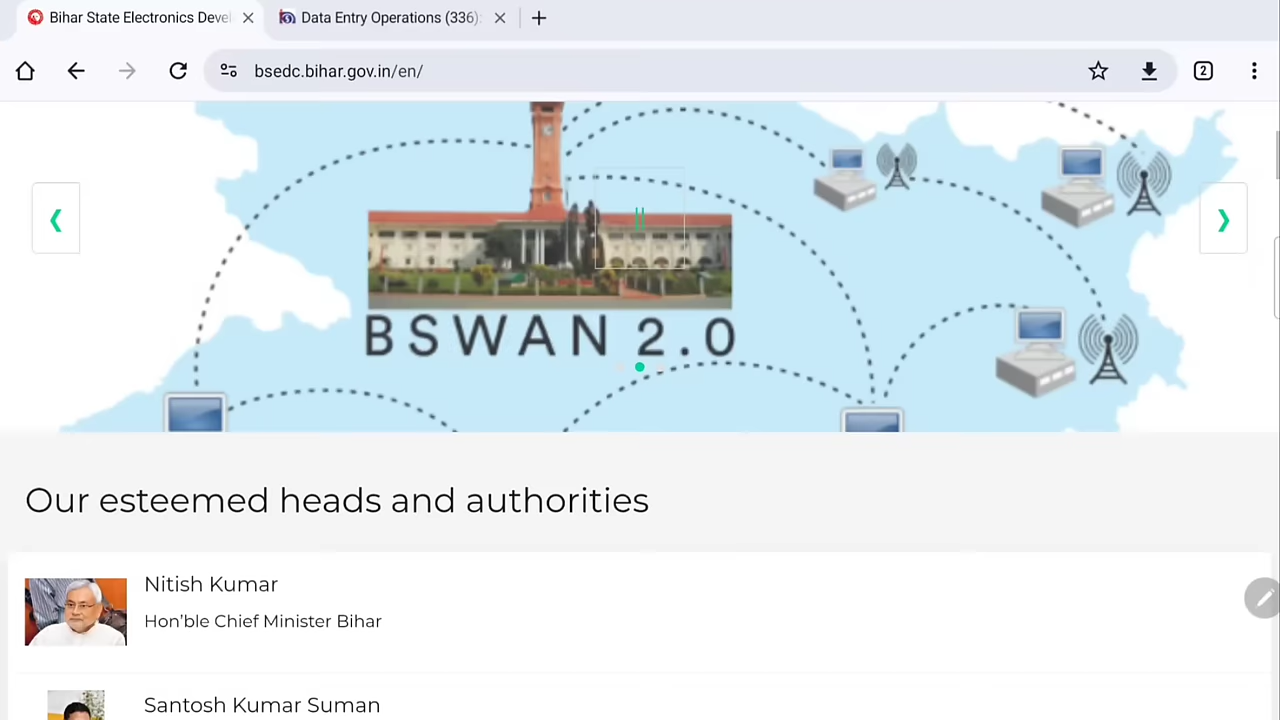 Bihar State Electronics Deve
Data Entry Operations (336)
bsedc.bihar.gov.in/en/
2
BSWAN 2.0
Our esteemed heads and authorities
Nitish Kumar
Hon'ble Chief Minister Bihar
Santosh Kumar Suman